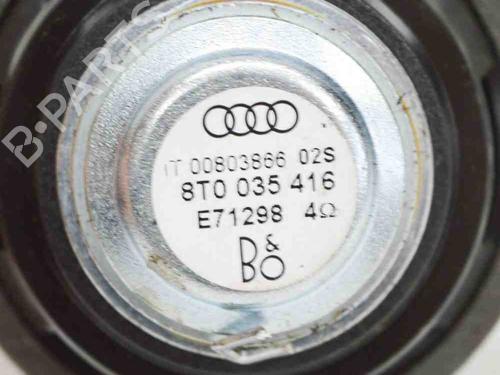 B-PARTS
IT 00803866 02S
8T0 035 416
E71298 4Ω
B&O